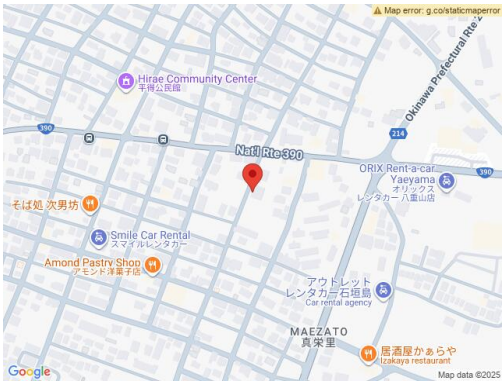 Map error: g.co/staticmaperror
Okinawa Prefectural Rte 2
Hirae Community Center
平得公民館
390
214
390
Nat'l Rte 390
ORIX Rent-a-car
Yaeyama
オリックス
レンタカー 八重山店
そば処 次男坊
Smile Car Rental
スマイルレンタカー
Amond Pastry Shop
アモンド洋菓子店
アウトレット
レンタカー石垣島
Car rental agency
MAEZATO
真栄里
居酒屋かぁらや
Izakaya restaurant
Google
Map data ©2025